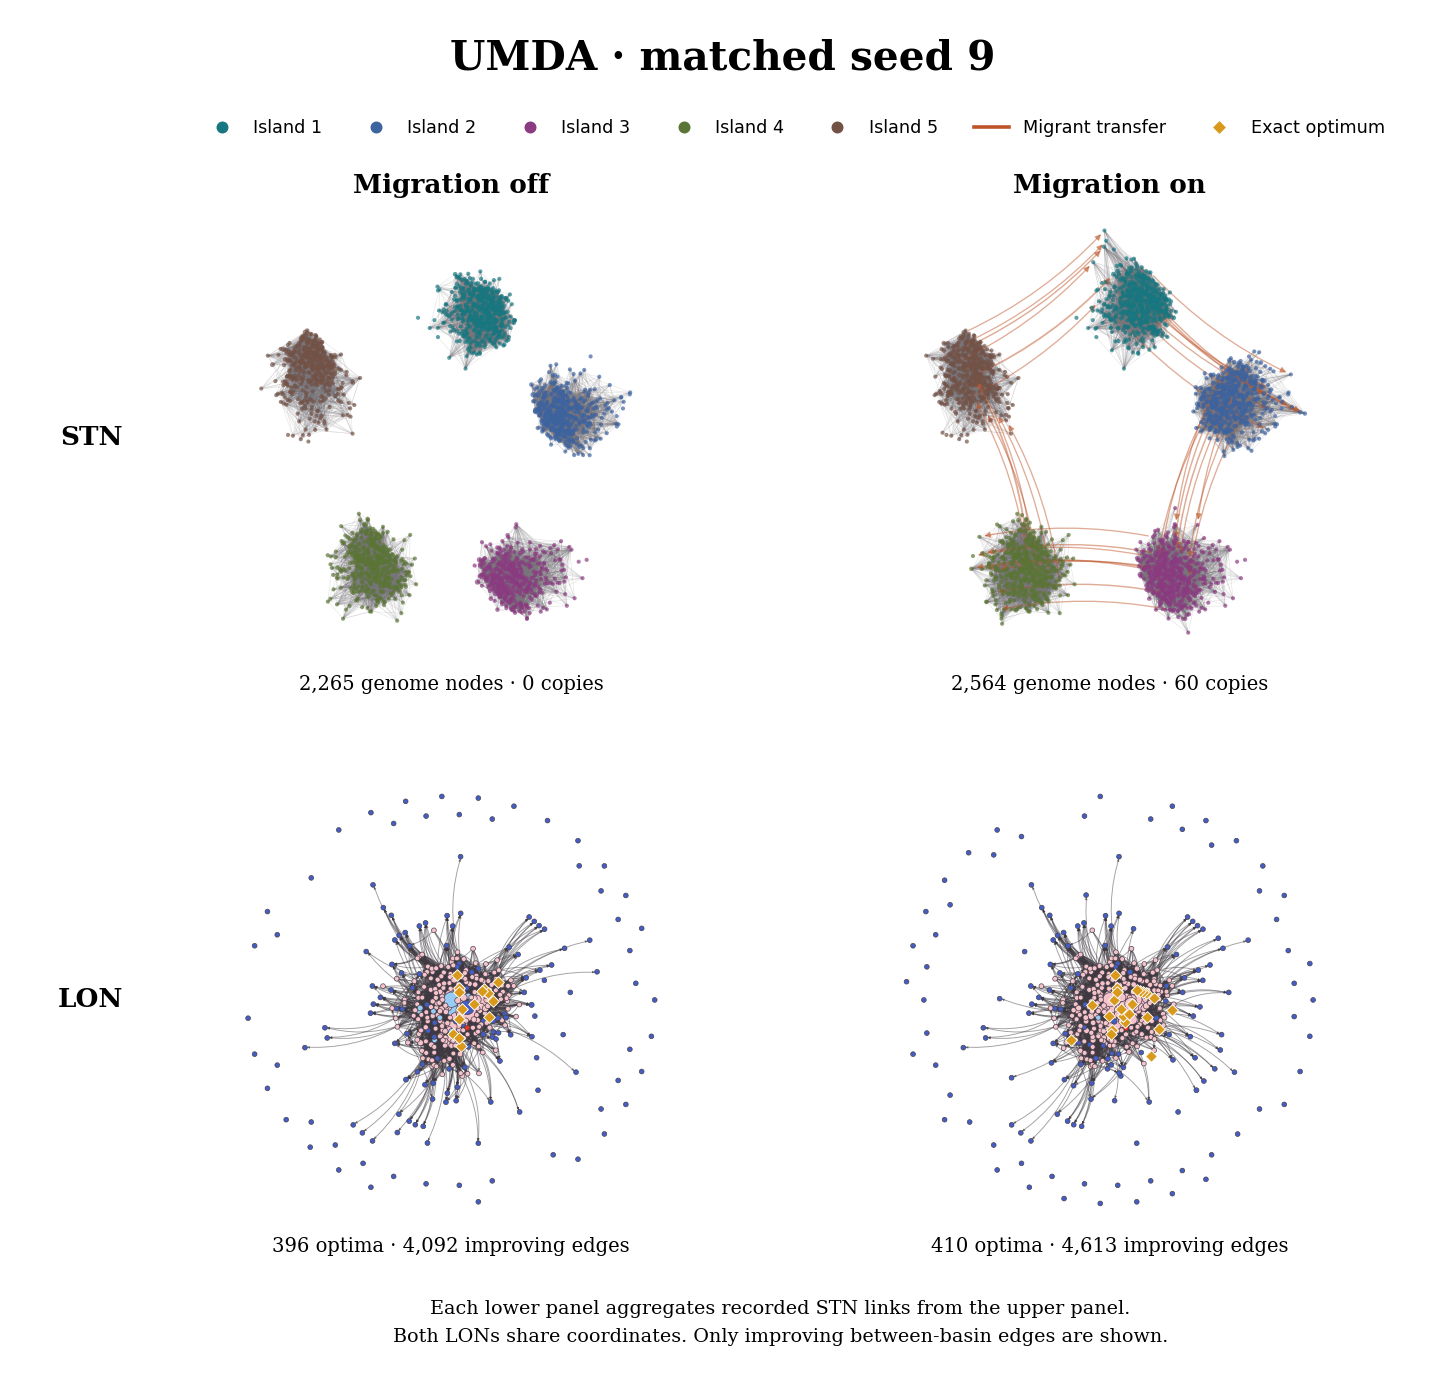 UMDA · matched seed 9
Island 1 Island 2 Island 3 Island 4 Island 5 Migrant transfer Exact optimum
Migration off Migration on
STN
2,265 genome nodes · 0 copies 2,564 genome nodes · 60 copies
LON
396 optima · 4,092 improving edges 410 optima · 4,613 improving edges
Each lower panel aggregates recorded STN links from the upper panel.
Both LONs share coordinates. Only improving between-basin edges are shown.